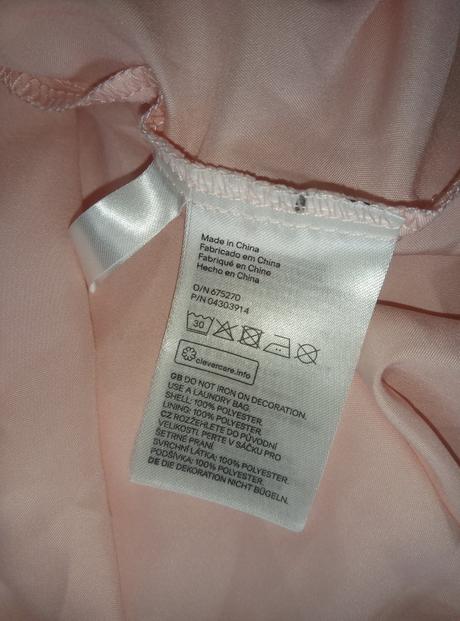 Made in China
Fabricado em China
Fabriqué en Chine
Hecho en China
O/N 675270
P/N 04303914
30
clevercare.info
GB DO NOT IRON ON DECORATION.
USE A LAUNDRY BAG.
SHELL: 100% POLYESTER.
LINING: 100% POLYESTER.
CZ ROZŽEHLETE DO PŮVODNÍ
VELIKOSTI. PERTE V SÁČKU PRO
ŠETRNÉ PRANÍ.
SVRCHNÍ LÁTKA: 100% POLYESTER.
PODŠÍVKA: 100% POLYESTER.
DE DIE DEKORATION NICHT BÜGELN.